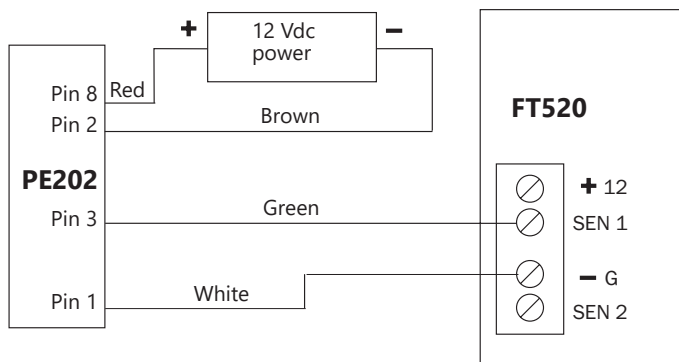 + 12 Vdc −
power
Pin 8 Red
Pin 2 Brown
PE202
Pin 3 Green
Pin 1 White
FT520
+ 12
SEN 1
− G
SEN 2